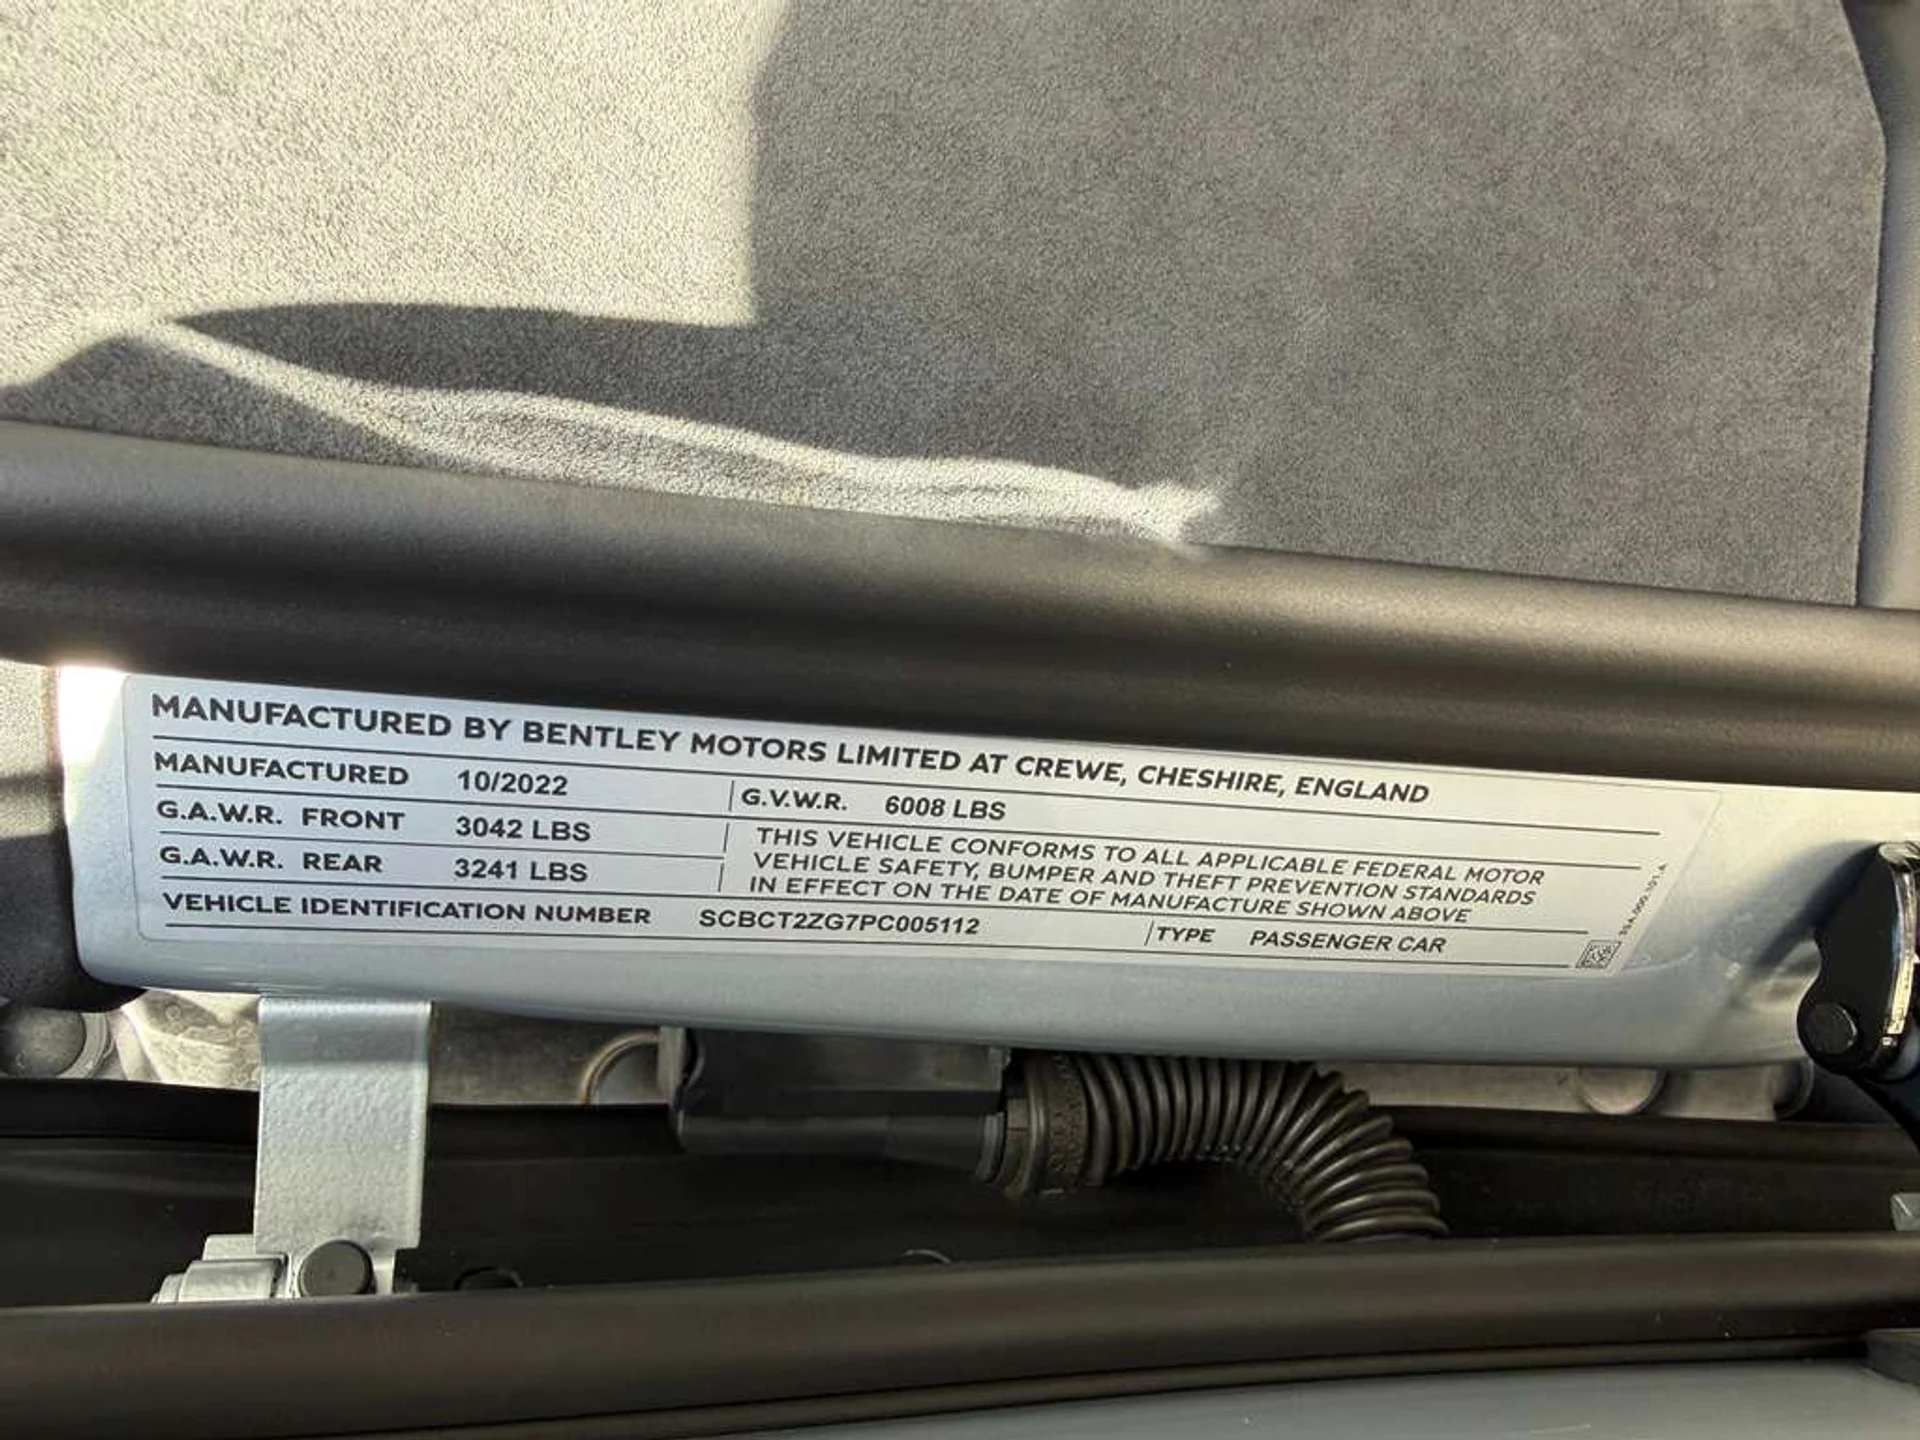 MANUFACTURED BY BENTLEY MOTORS LIMITED AT CREWE, CHESHIRE, ENGLAND
MANUFACTURED 10/2022
G.V.W.R. 6008 LBS
G.A.W.R. FRONT 3042 LBS
G.A.W.R. REAR 3241 LBS
THIS VEHICLE CONFORMS TO ALL APPLICABLE FEDERAL MOTOR
VEHICLE SAFETY, BUMPER AND THEFT PREVENTION STANDARDS
IN EFFECT ON THE DATE OF MANUFACTURE SHOWN ABOVE
VEHICLE IDENTIFICATION NUMBER SCBCT2ZG7PC005112
TYPE PASSENGER CAR